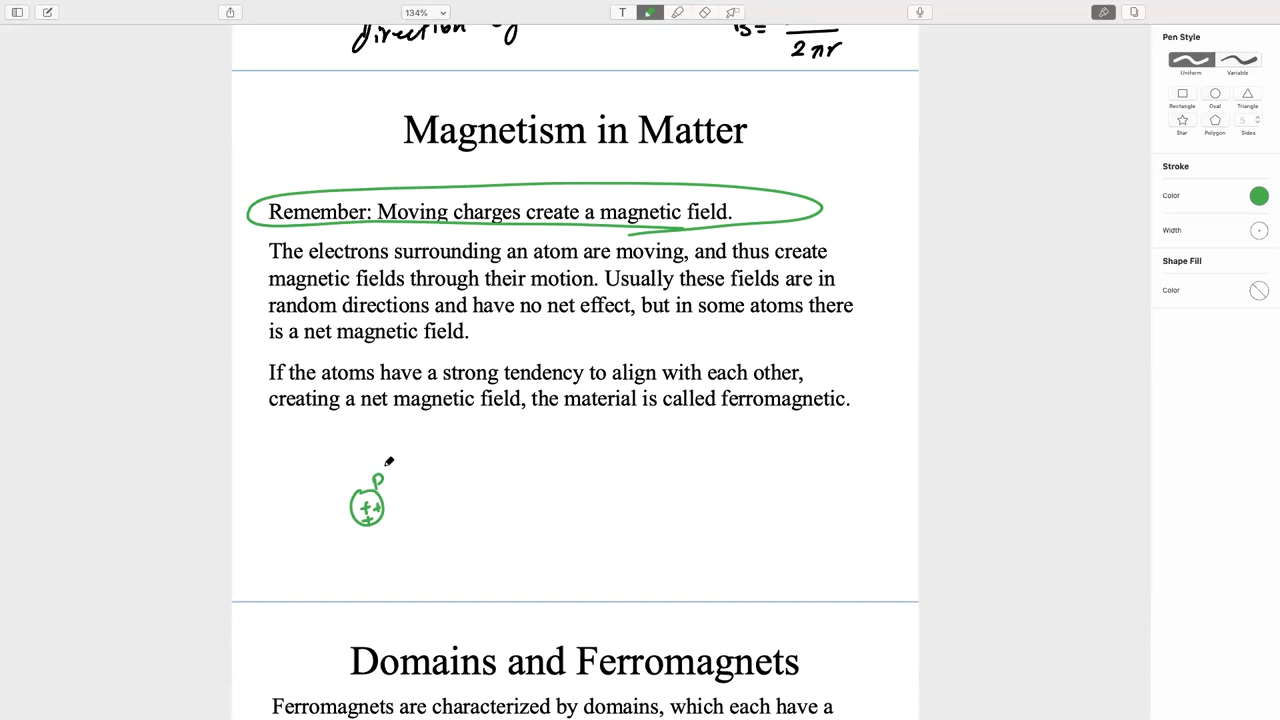 134%
T
Pen Style
direction
B =
2πr
Uniform
Variable
Rectangle
Oval
Triangle
Star
Polygon
5
Sides
Magnetism in Matter
Stroke
Color
Width
Shape Fill
Color
Remember: Moving charges create a magnetic field.
The electrons surrounding an atom are moving, and thus create
magnetic fields through their motion. Usually these fields are in
random directions and have no net effect, but in some atoms there
is a net magnetic field.
If the atoms have a strong tendency to align with each other,
creating a net magnetic field, the material is called ferromagnetic.
P
+ +
+
Domains and Ferromagnets
Ferromagnets are characterized by domains, which each have a